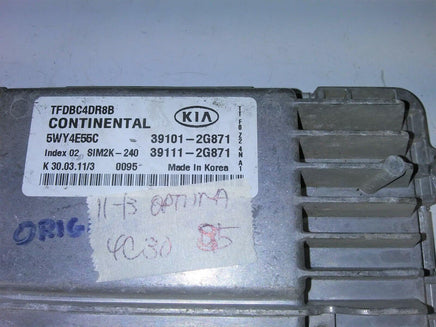 TFDBC4DR8B
CONTINENTAL
KIA
5WY4E55C 39101-2G871
Index 02 SIM2K-240 39111-2G871
K 30.03.11/3 0095 Made in Korea
11-13 OPTIMA
ORIG
4C30 85